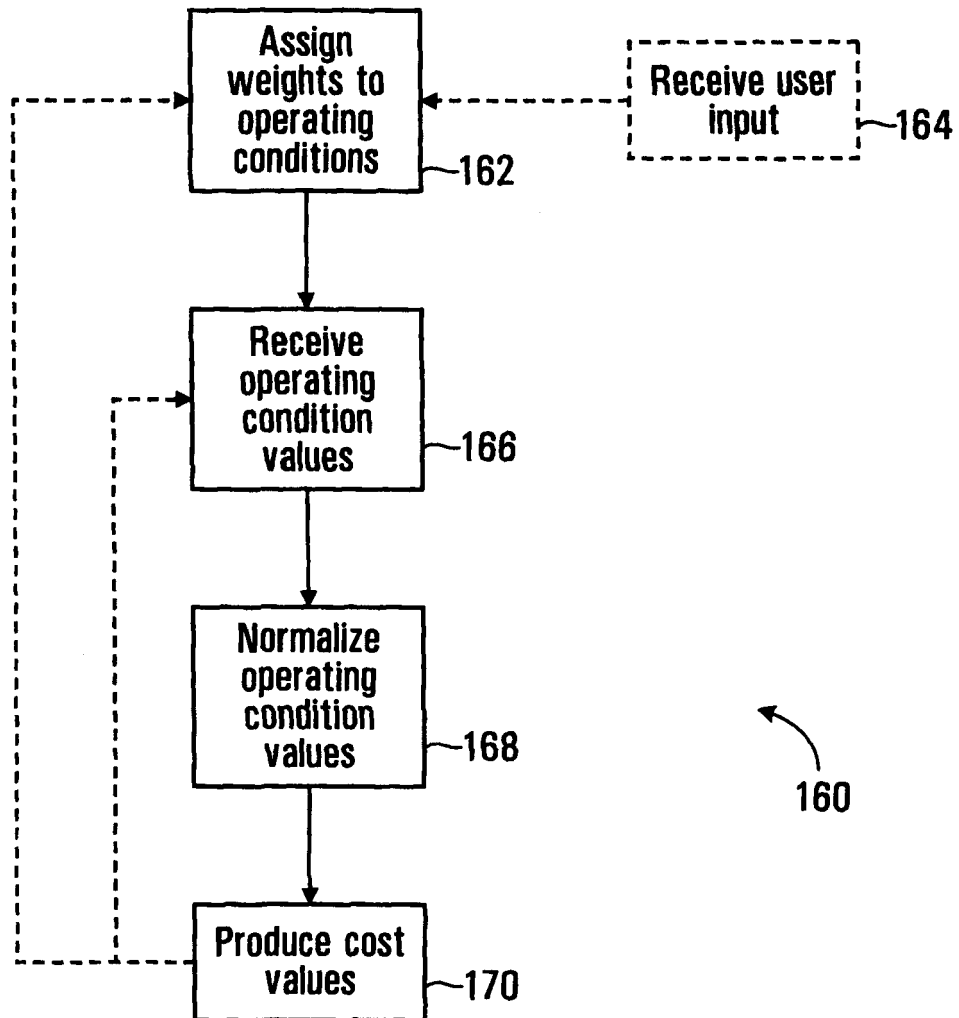 Assign
weights to
operating
conditions
162
Receive user
input
164
Receive
operating
condition
values
166
Normalize
operating
condition
values
168
160
Produce cost
values
170